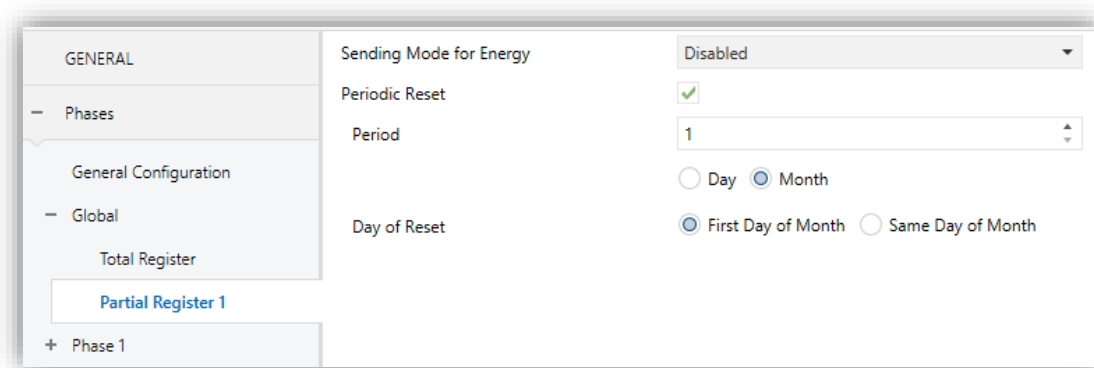 GENERAL
Phases
General Configuration
Global
Total Register
Partial Register 1
Phase 1
Sending Mode for Energy Disabled
Periodic Reset
Period 1
Day Month
Day of Reset First Day of Month Same Day of Month